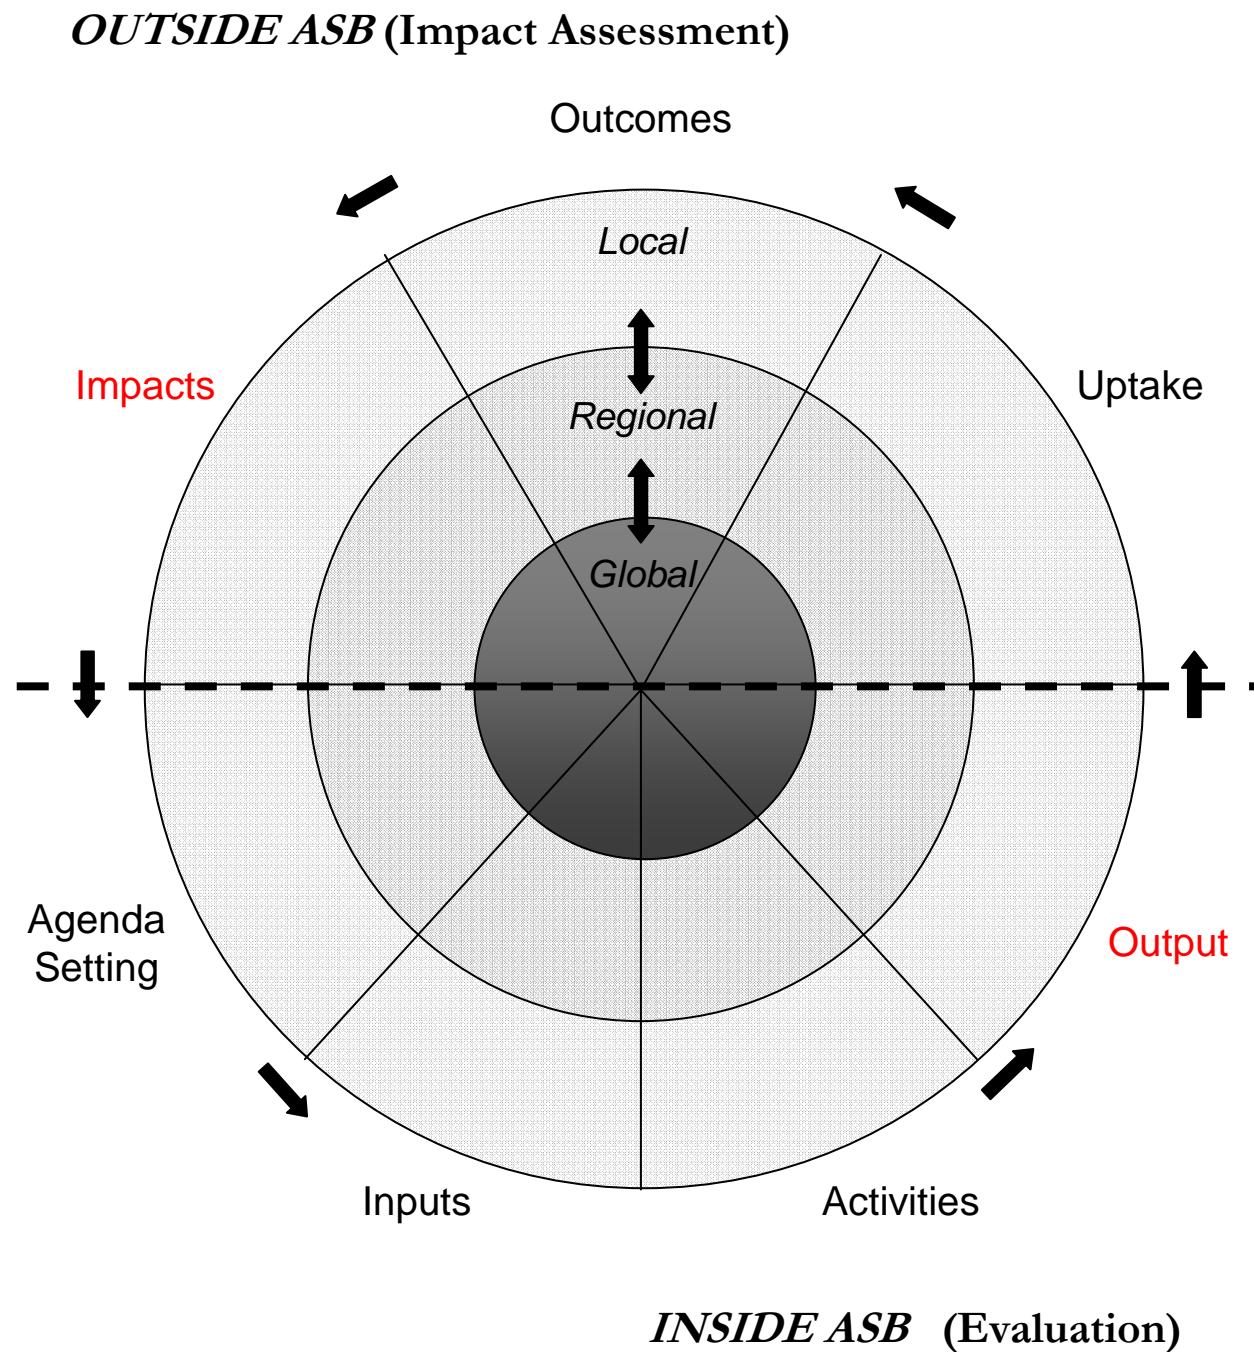 OUTSIDE ASB (Impact Assessment)
Outcomes
Local
Impacts
Uptake
Regional
Global
Agenda
Setting
Output
Inputs
Activities
INSIDE ASB (Evaluation)